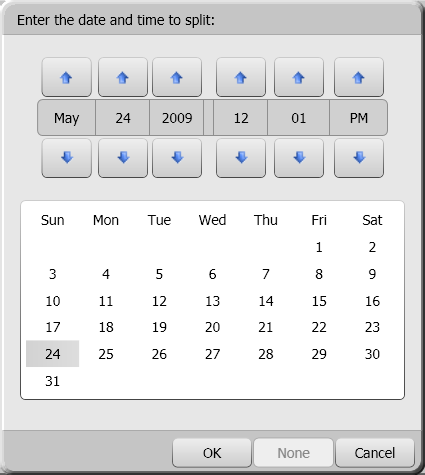 Enter the date and time to split:
May 24 2009 12 01 PM
Sun Mon Tue Wed Thu Fri Sat
1 2
3 4 5 6 7 8 9
10 11 12 13 14 15 16
17 18 19 20 21 22 23
24 25 26 27 28 29 30
31
OK None Cancel